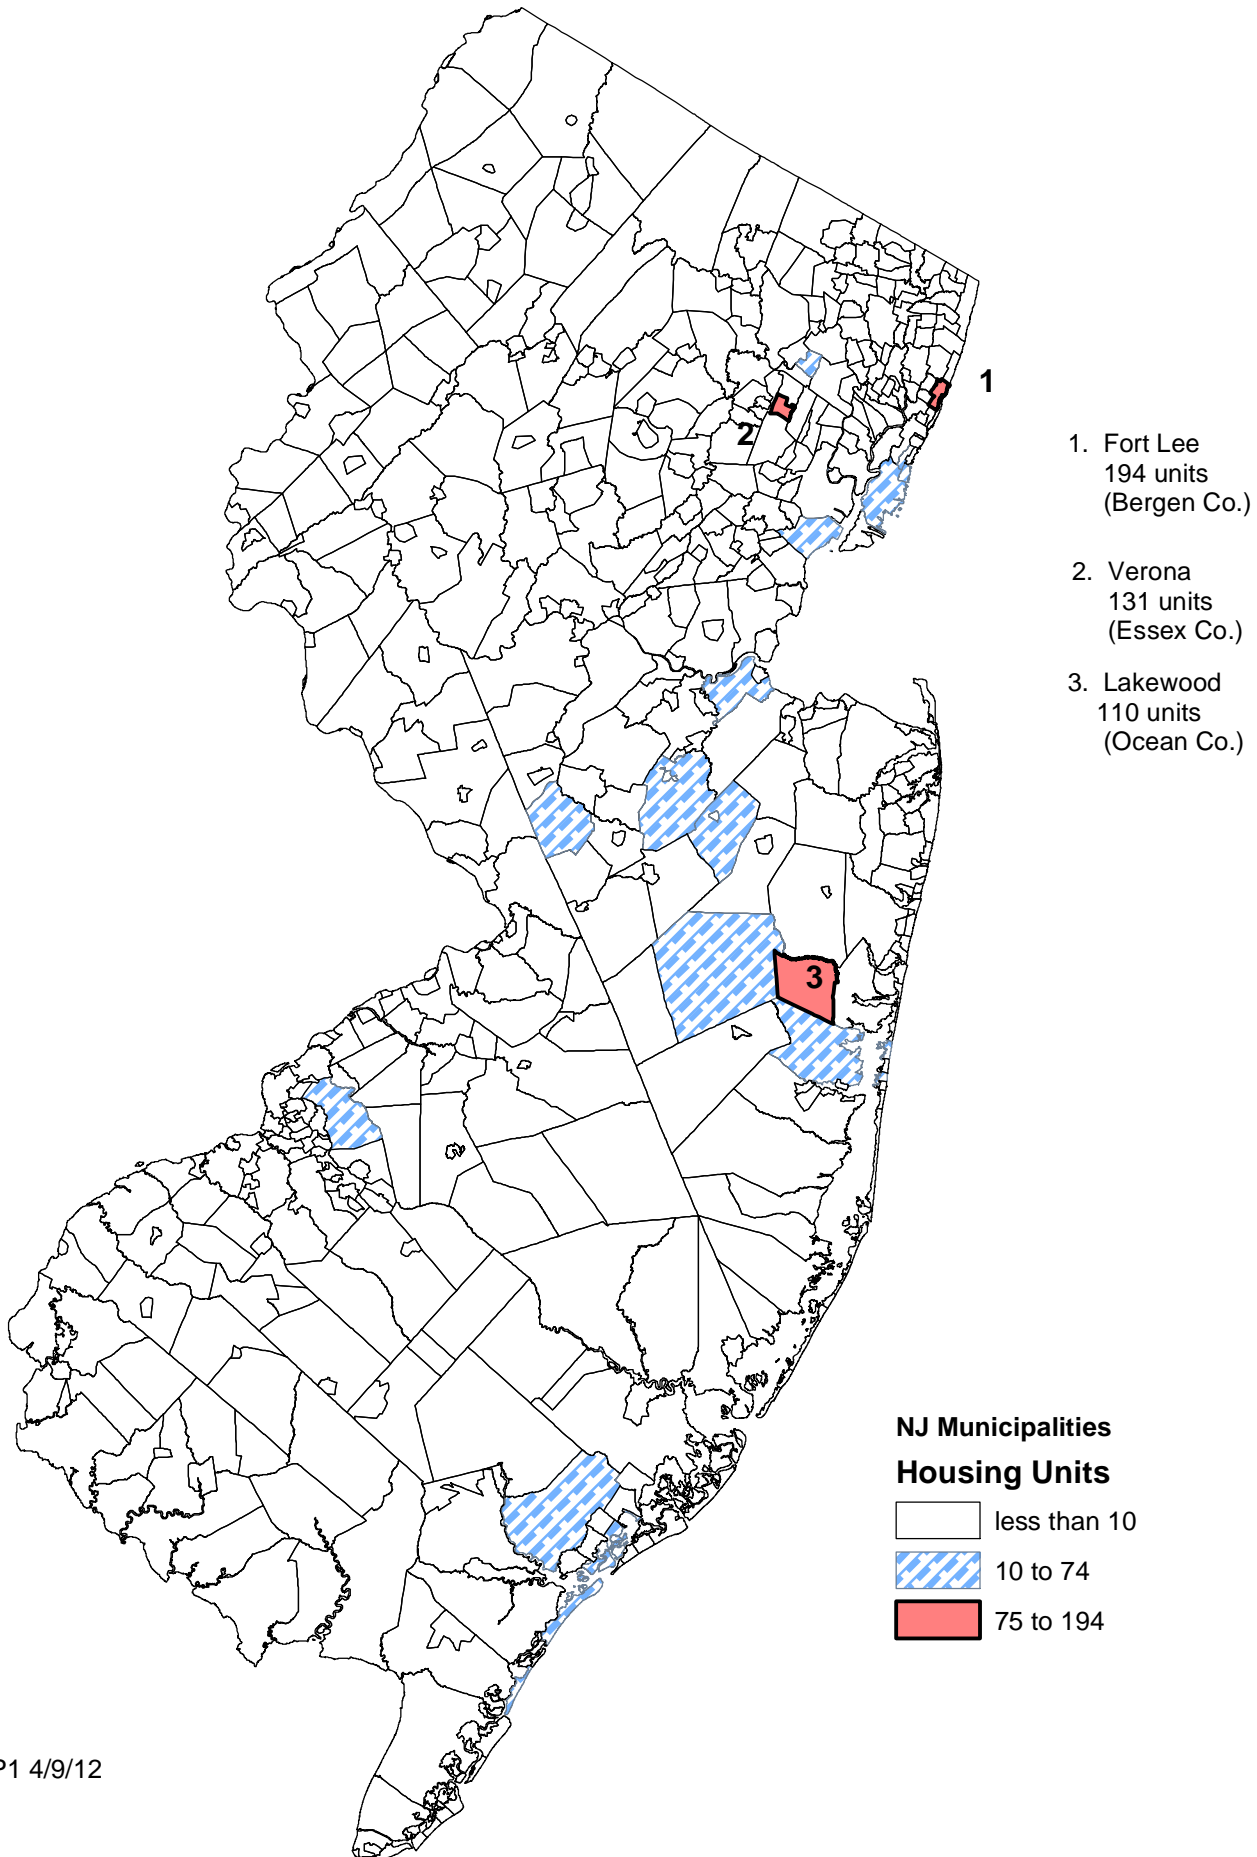 1
2
1. Fort Lee
194 units
(Bergen Co.)
2. Verona
131 units
(Essex Co.)
3. Lakewood
110 units
(Ocean Co.)
3
NJ Municipalities
Housing Units
less than 10
10 to 74
75 to 194
P1 4/9/12